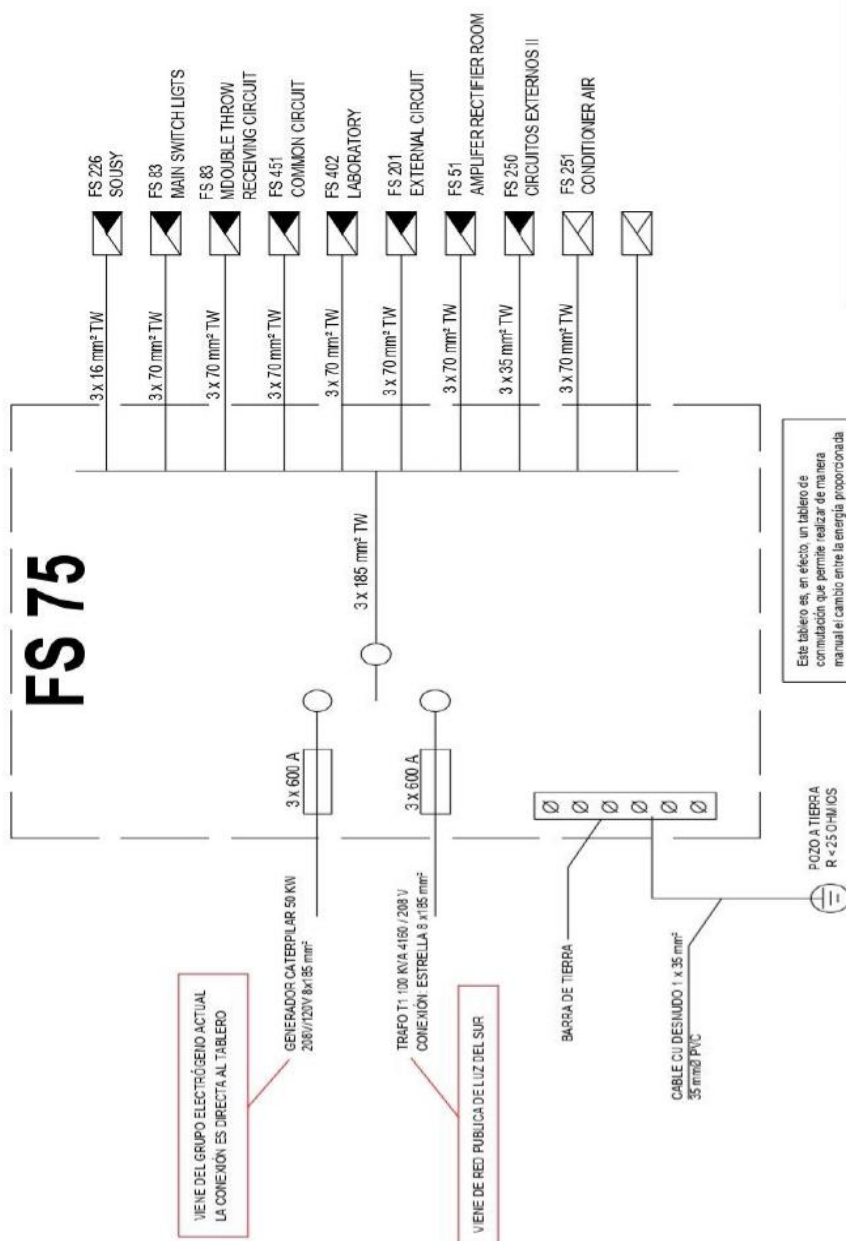 FS 75
FS 226
SOUSY
FS 83
MAIN SWITCH LIGTS
FS 83
MDOUBLE THROW
RECEIVING CIRCUIT
FS 451
COMMON CIRCUIT
FS 402
LABORATORY
FS 201
EXTERNAL CIRCUIT
FS 51
AMPLIFER RECTIFIER ROOM
FS 250
CIRCUITOS EXTERNOS II
FS 251
CONDITIONER AIR
3 x 16 mm² TW
3 x 70 mm² TW
3 x 70 mm² TW
3 x 70 mm² TW
3 x 70 mm² TW
3 x 70 mm² TW
3 x 70 mm² TW
3 x 35 mm² TW
3 x 70 mm² TW
3 x 185 mm² TW
3 x 600 A
3 x 600 A
VIENE DEL GRUPO ELECTRÓGENO ACTUAL
LA CONEXIÓN ES DIRECTA AL TABLERO
GENERADOR CATERPILAR 50 KW
208V/120V 8x185 mm²
TRAFO T1 100 KVA 4160 / 208 V
CONEXIÓN: ESTRELLA 8 x185 mm²
VIENE DE RED PUBLICA DE LUZ DEL SUR
BARRA DE TIERRA
CABLE CU DESNUDO 1 x 35 mm²
35 mmØ PVC
POZO A TIERRA
R < 25 OHMIOS
Este tablero es, en efecto, un tablero de
conmutación que permite realizar de manera
manual el cambio entre la energía proporcionada